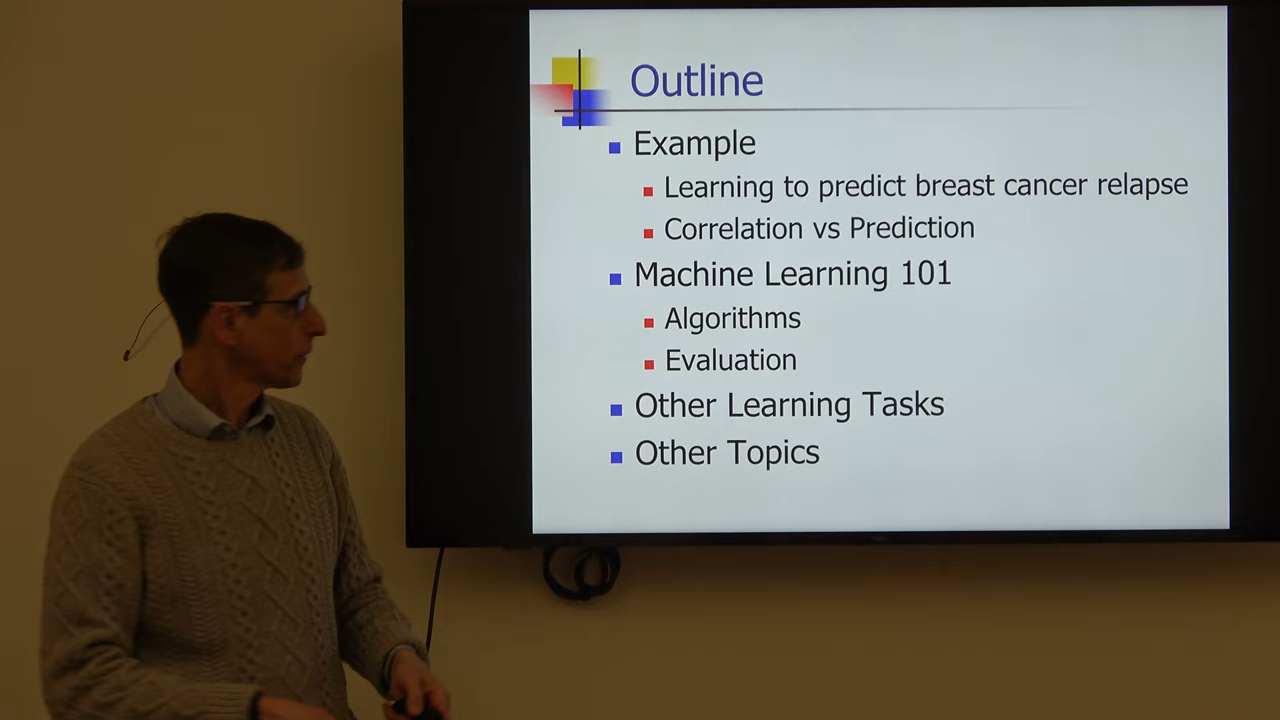 Outline
Example
Learning to predict breast cancer relapse
Correlation vs Prediction
Machine Learning 101
Algorithms
Evaluation
Other Learning Tasks
Other Topics